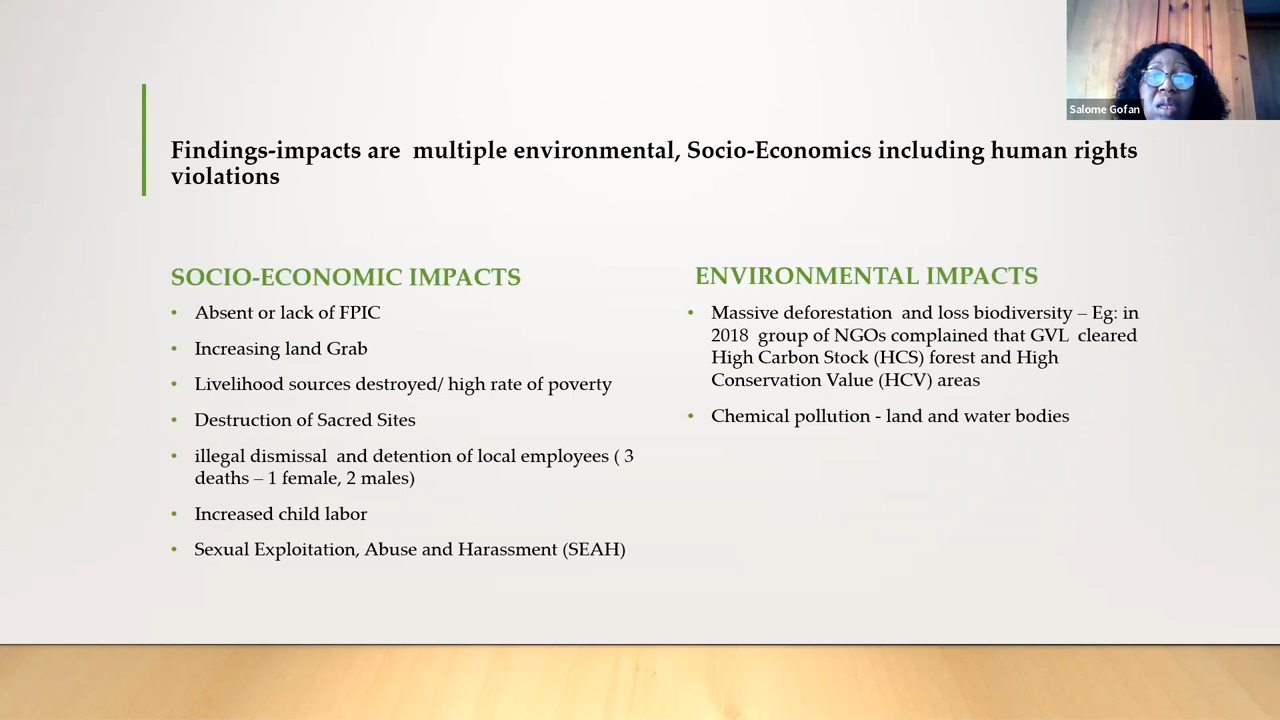 Salome Gofan
Findings-impacts are  multiple environmental, Socio-Economics including human rights
violations
SOCIO-ECONOMIC IMPACTS
• Absent or lack of FPIC
• Increasing land Grab
• Livelihood sources destroyed/ high rate of poverty
• Destruction of Sacred Sites
• illegal dismissal  and detention of local employees ( 3
deaths – 1 female, 2 males)
• Increased child labor
• Sexual Exploitation, Abuse and Harassment (SEAH)
ENVIRONMENTAL IMPACTS
• Massive deforestation  and loss biodiversity – Eg: in
2018  group of NGOs complained that GVL  cleared
High Carbon Stock (HCS) forest and High
Conservation Value (HCV) areas
• Chemical pollution - land and water bodies